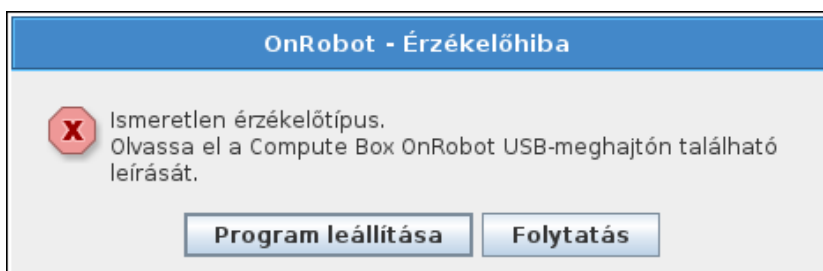 OnRobot - Érzékelőhiba
Ismeretlen érzékelőtípus.
Olvassa el a Compute Box OnRobot USB-meghajtón található
leírását.
Program leállítása
Folytatás